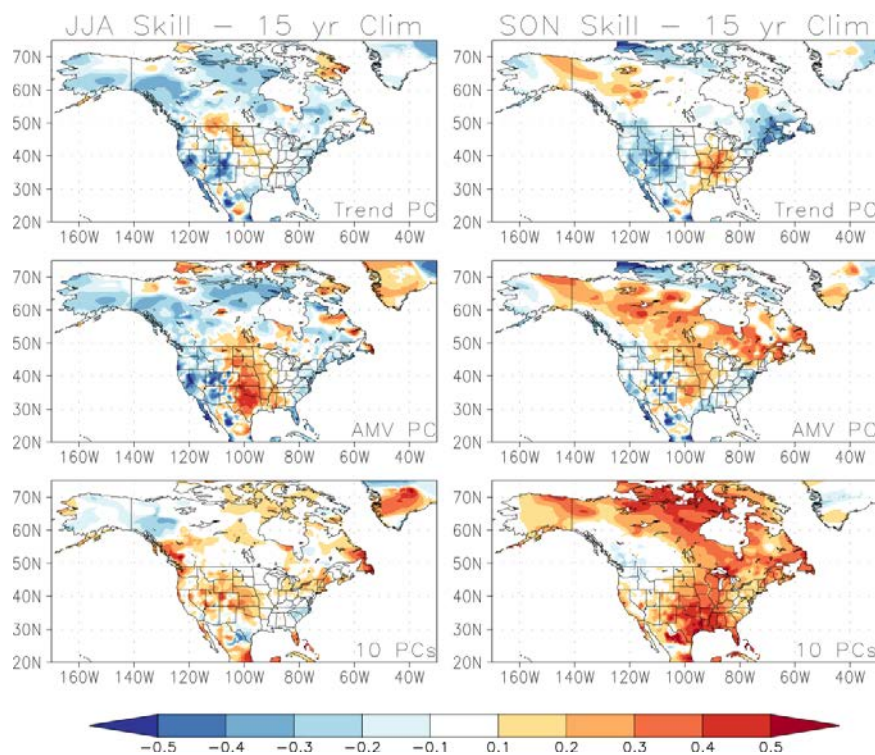 JJA Skill – 15 yr Clim
SON Skill – 15 yr Clim
70N
60N
50N
40N
30N
20N
Trend PC
160W 140W 120W 100W 80W 60W 40W
70N
60N
50N
40N
30N
20N
Trend PC
160W 140W 120W 100W 80W 60W 40W
70N
60N
50N
40N
30N
20N
AMV PC
160W 140W 120W 100W 80W 60W 40W
70N
60N
50N
40N
30N
20N
AMV PC
160W 140W 120W 100W 80W 60W 40W
70N
60N
50N
40N
30N
20N
10 PCs
160W 140W 120W 100W 80W 60W 40W
70N
60N
50N
40N
30N
20N
10 PCs
160W 140W 120W 100W 80W 60W 40W
−0.5 −0.4 −0.3 −0.2 −0.1 0.1 0.2 0.3 0.4 0.5